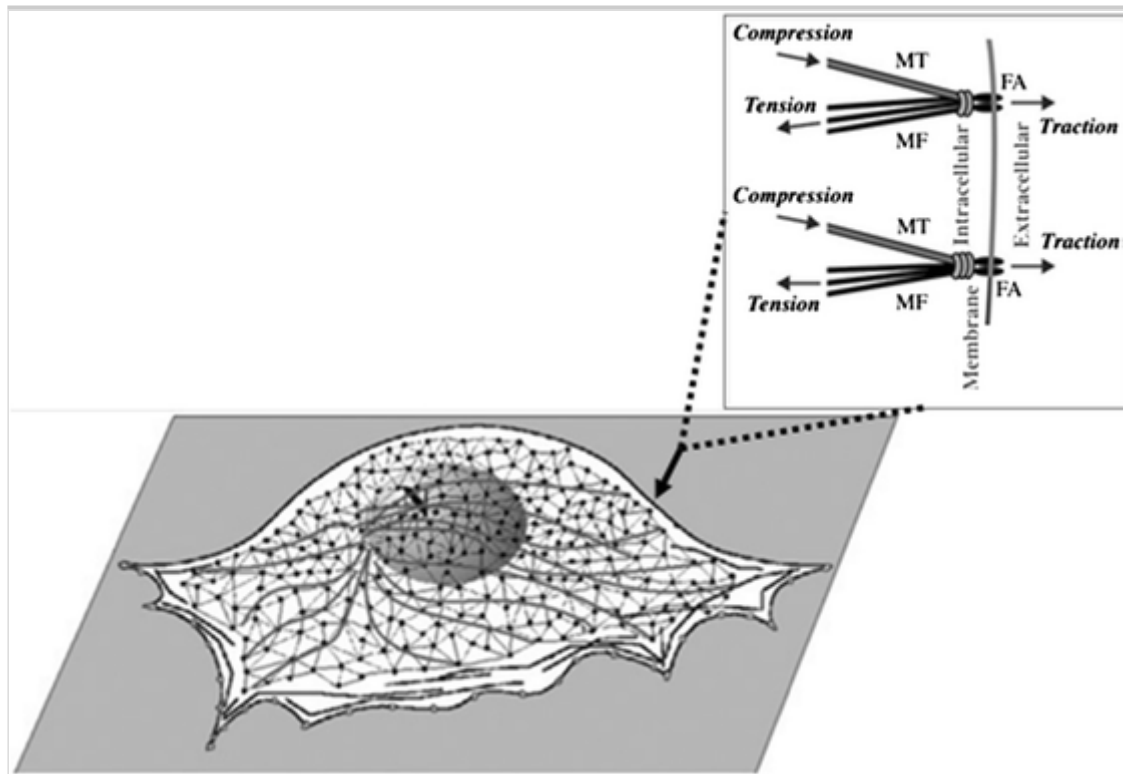 Compression
MT
FA
Tension
Traction
MF
Intracellular
Extracellular
Compression
MT
Traction
Tension
MF
FA
Membrane